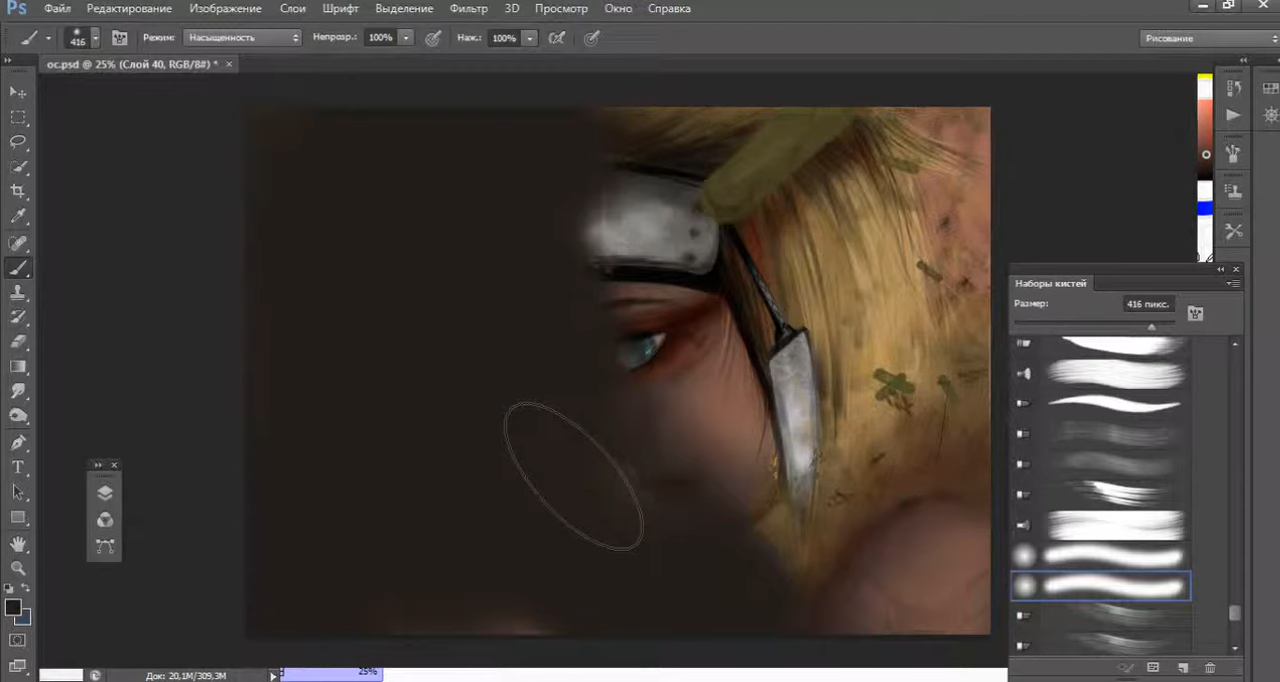 Ps Файл Редактирование Изображение Слои Шрифт Выделение Фильтр 3D Просмотр Окно Справка
416 Режим: Насыщенность Непрозр.: 100% Наж.: 100% Рисование
oc.psd @ 25% (Слой 40, RGB/8#) * ×
Наборы кистей
Размер: 416 пикс.
T
Док: 20,1M/309,3M 25%